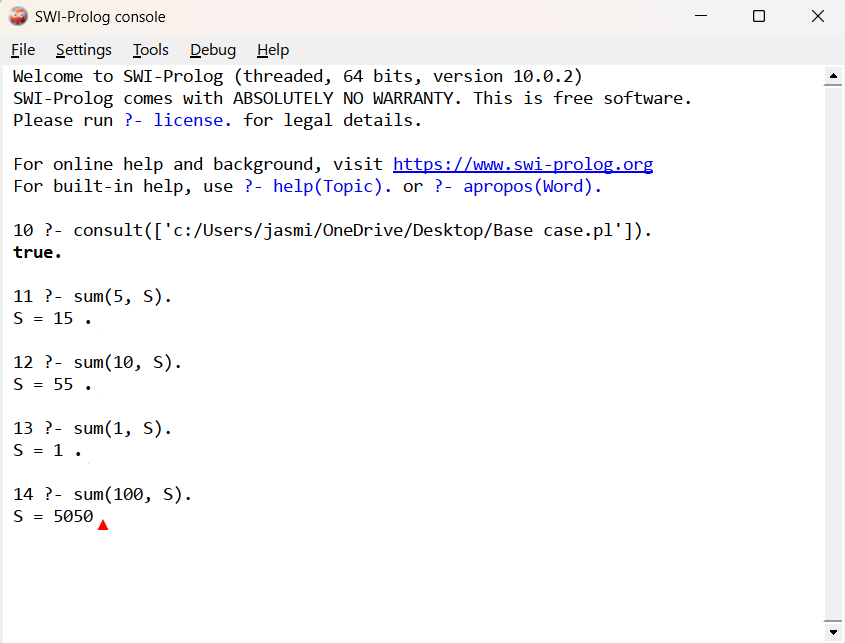 SWI-Prolog console
File Settings Tools Debug Help
Welcome to SWI-Prolog (threaded, 64 bits, version 10.0.2)
SWI-Prolog comes with ABSOLUTELY NO WARRANTY. This is free software.
Please run ?- license. for legal details.
For online help and background, visit https://www.swi-prolog.org
For built-in help, use ?- help(Topic). or ?- apropos(Word).
10 ?- consult(['c:/Users/jasmi/OneDrive/Desktop/Base case.pl']).
true.
11 ?- sum(5, S).
S = 15 .
12 ?- sum(10, S).
S = 55 .
13 ?- sum(1, S).
S = 1 .
14 ?- sum(100, S).
S = 5050